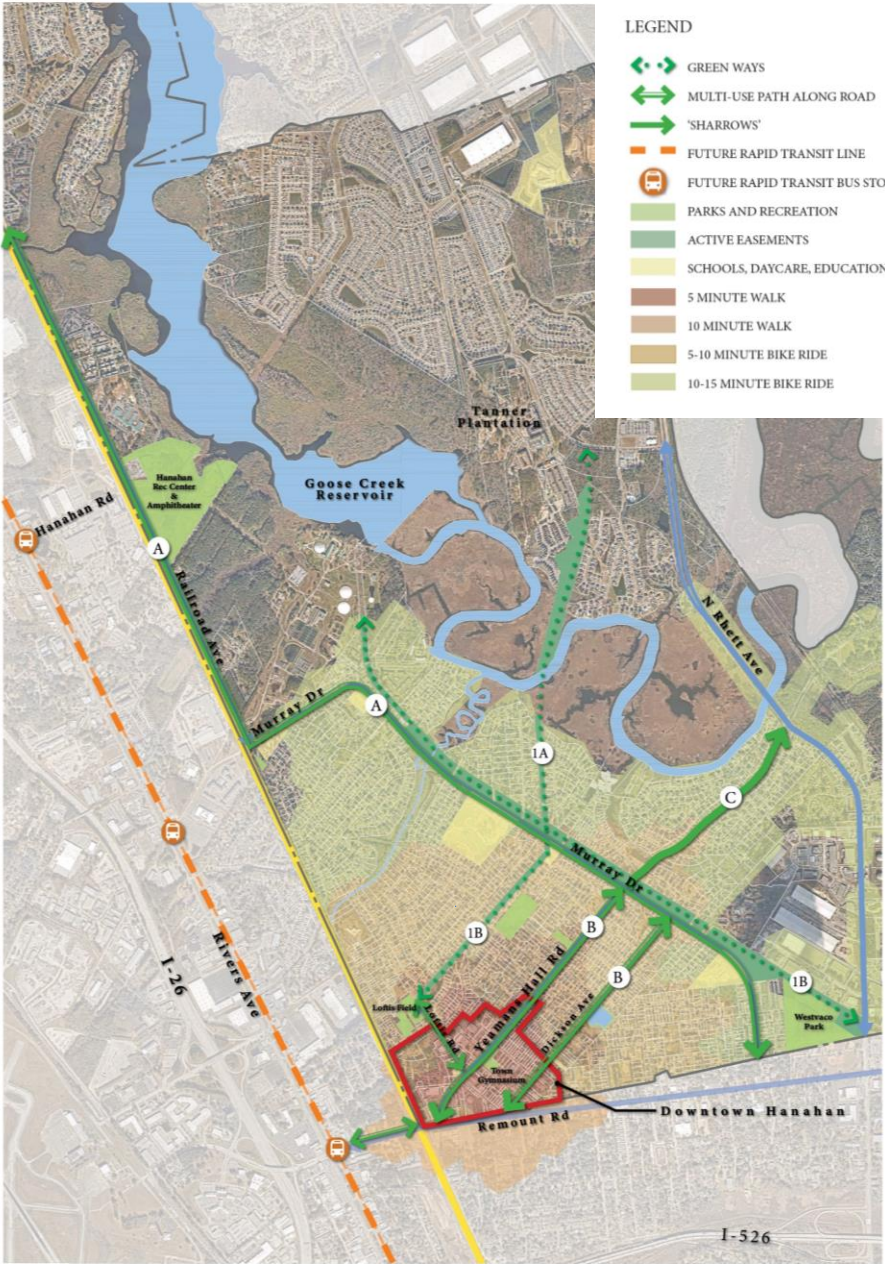 LEGEND
GREEN WAYS
MULTI-USE PATH ALONG ROAD
'SHARROWS'
FUTURE RAPID TRANSIT LINE
FUTURE RAPID TRANSIT BUS STO
PARKS AND RECREATION
ACTIVE EASEMENTS
SCHOOLS, DAYCARE, EDUCATION
5 MINUTE WALK
10 MINUTE WALK
5-10 MINUTE BIKE RIDE
10-15 MINUTE BIKE RIDE
Tanner
Plantation
Goose Creek
Reservoir
Hanahan
Rec Center
&
Amphitheater
Hanahan Rd
A
Railroad Ave
N Rhett Ave
Murray Dr
A
1A
C
Murray Dr
1B
B
B
1B
Rivers Ave
I-26
Yeamans Hall Rd
Dickson Ave
Loftis Field
Loftis Rd
Westvaco
Park
Town
Gymnasium
Downtown Hanahan
Remount Rd
I-526